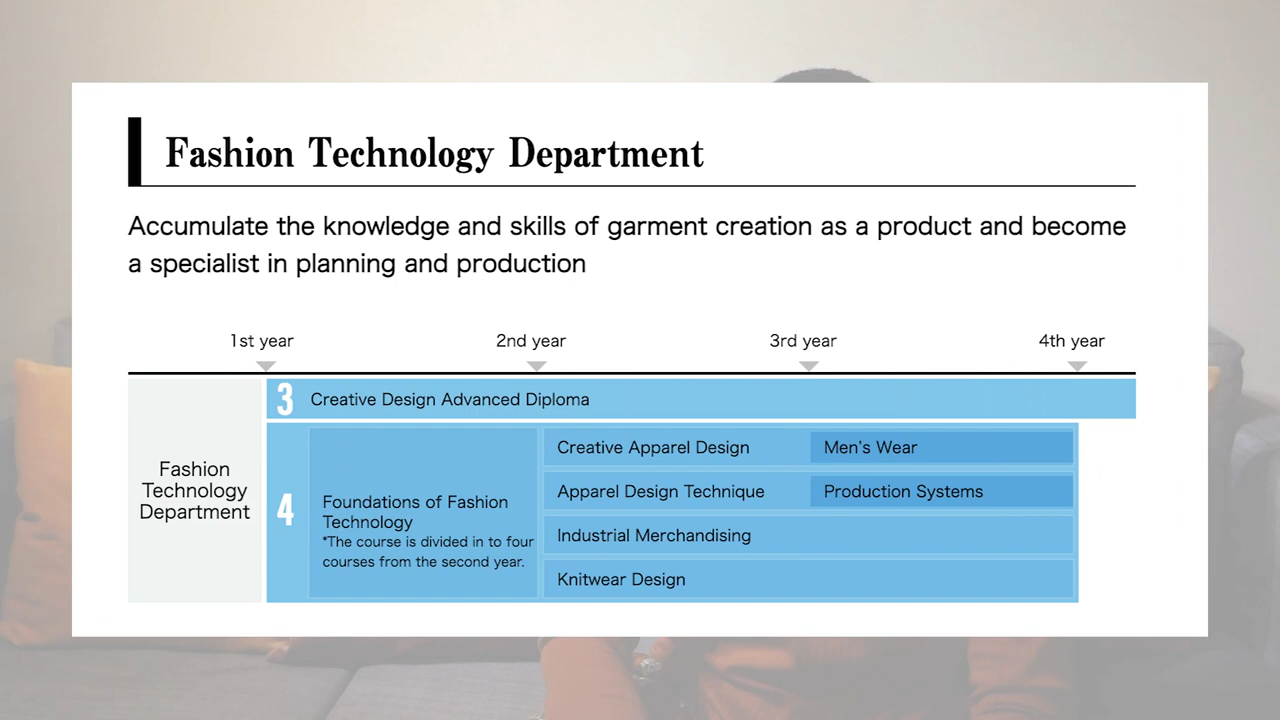 Fashion Technology Department
Accumulate the knowledge and skills of garment creation as a product and become
a specialist in planning and production
1st year
2nd year
3rd year
4th year
Fashion
Technology
Department
3
Creative Design Advanced Diploma
4
Foundations of Fashion
Technology
*The course is divided in to four
courses from the second year.
Creative Apparel Design
Men's Wear
Apparel Design Technique
Production Systems
Industrial Merchandising
Knitwear Design